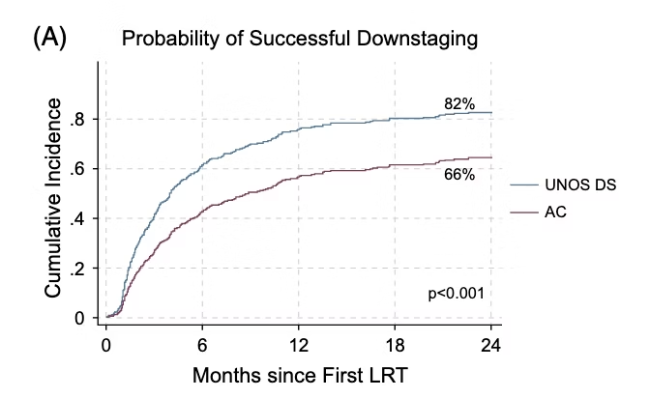 (A) Probability of Successful Downstaging
Cumulative Incidence
.8
.6
.4
.2
0
82%
66%
p<0.001
UNOS DS
AC
0 6 12 18 24
Months since First LRT